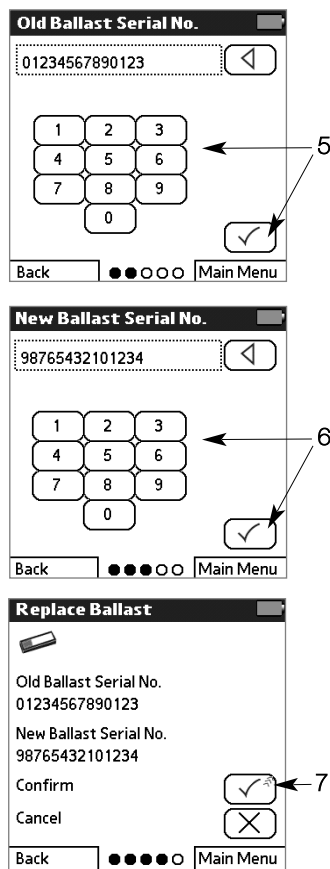 Old Ballast Serial No.
01234567890123
1 2 3
4 5 6 5
7 8 9
0
Back Main Menu
New Ballast Serial No.
98765432101234
1 2 3
4 5 6 6
7 8 9
0
Back Main Menu
Replace Ballast
Old Ballast Serial No.
01234567890123
New Ballast Serial No.
98765432101234
Confirm 7
Cancel
Back Main Menu